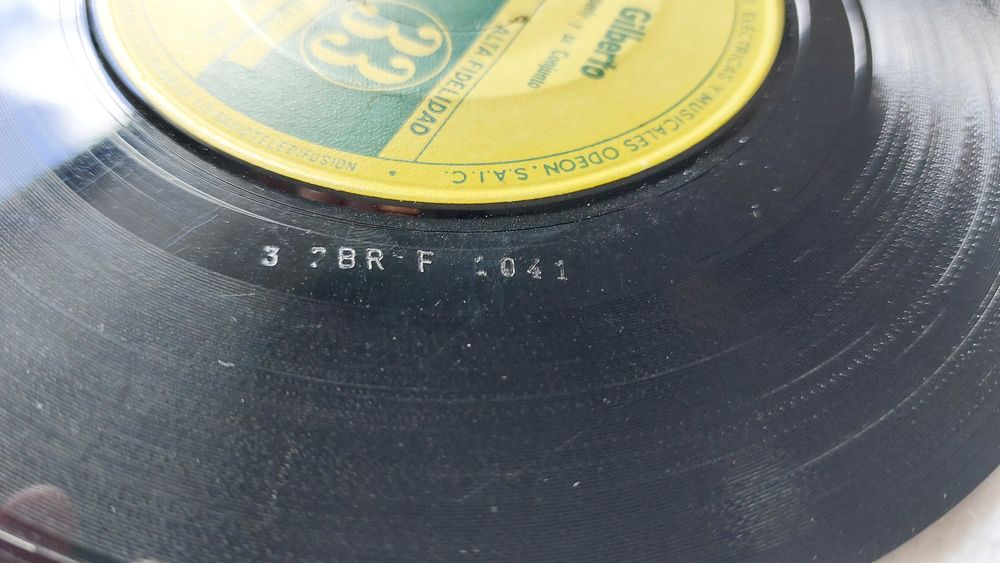 33
ALTA FIDELIDAD
Gilberto
y su Conjunto
ELECTRICAS Y MUSICALES ODEON, S.A.I.C.
RADIOTELEDIFUSION
3 7BR-F 1041